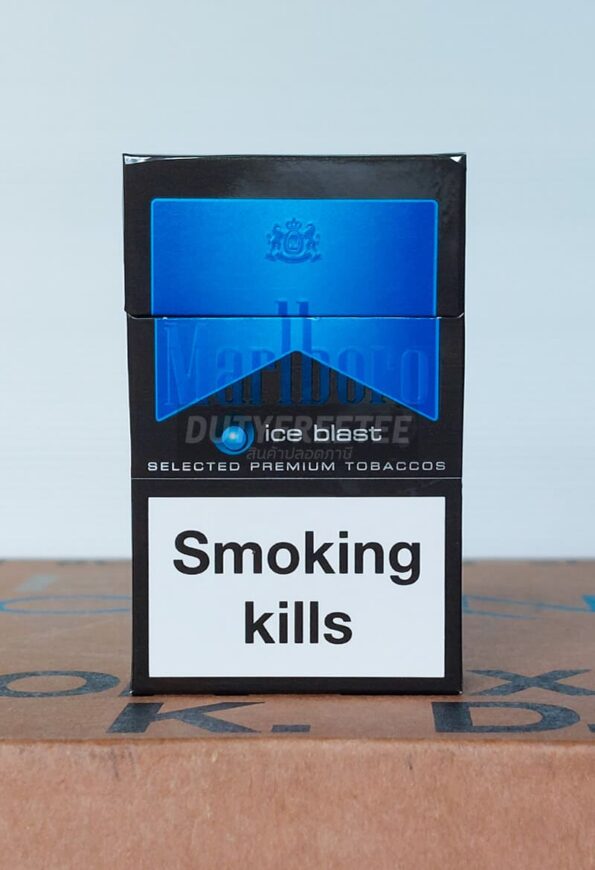 Marlboro
DUTYFREETEE
ice blast
สินค้าปลอดภาษี
SELECTED PREMIUM TOBACCOS
Smoking
kills
K. D.